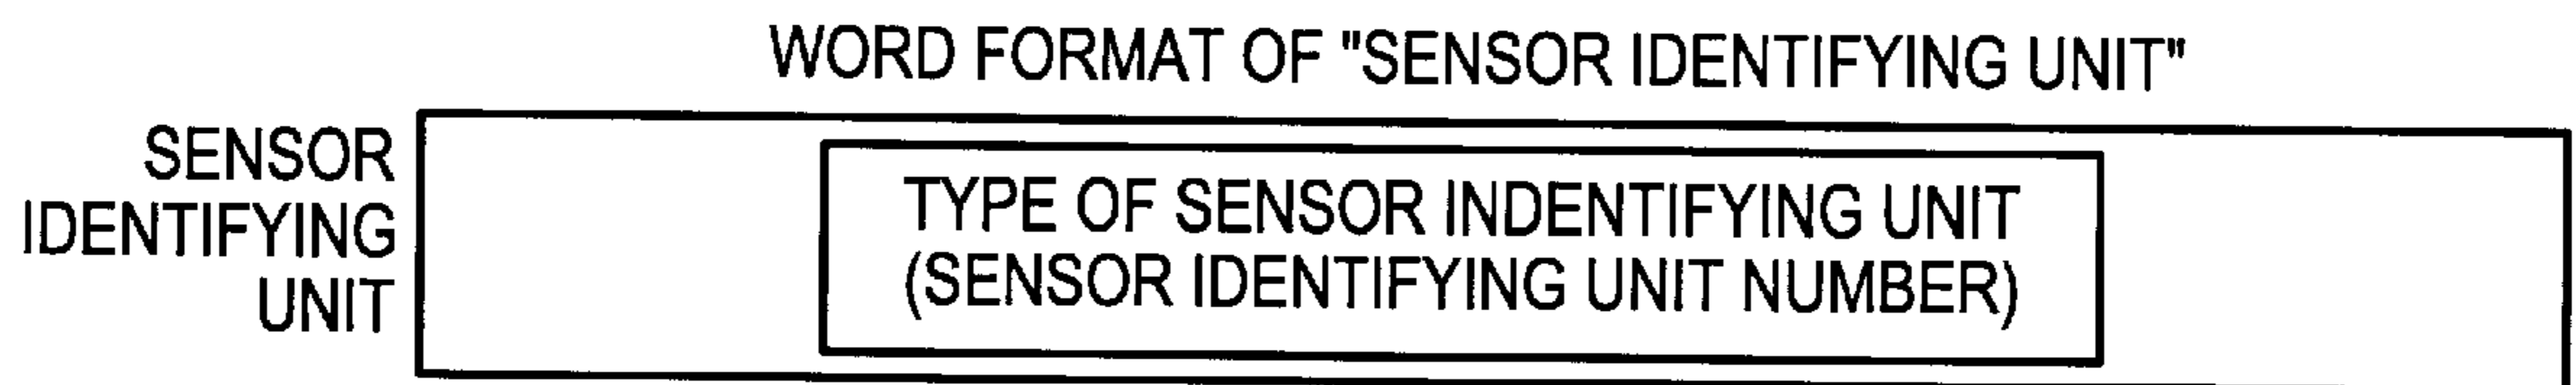 WORD FORMAT OF "SENSOR IDENTIFYING UNIT"
SENSOR
IDENTIFYING
UNIT
TYPE OF SENSOR INDENTIFYING UNIT
(SENSOR IDENTIFYING UNIT NUMBER)